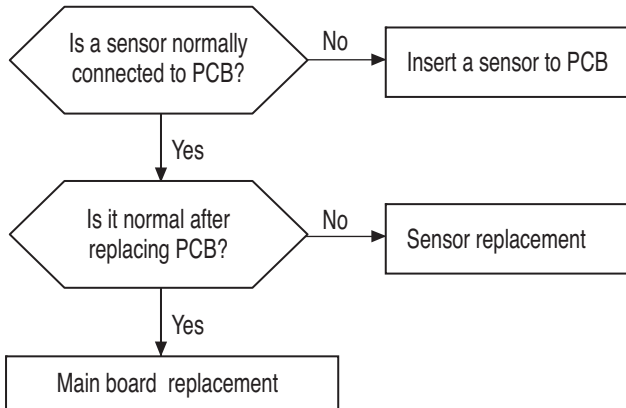 Is a sensor normally
connected to PCB?
No
Insert a sensor to PCB
Yes
Is it normal after
replacing PCB?
No
Sensor replacement
Yes
Main board replacement